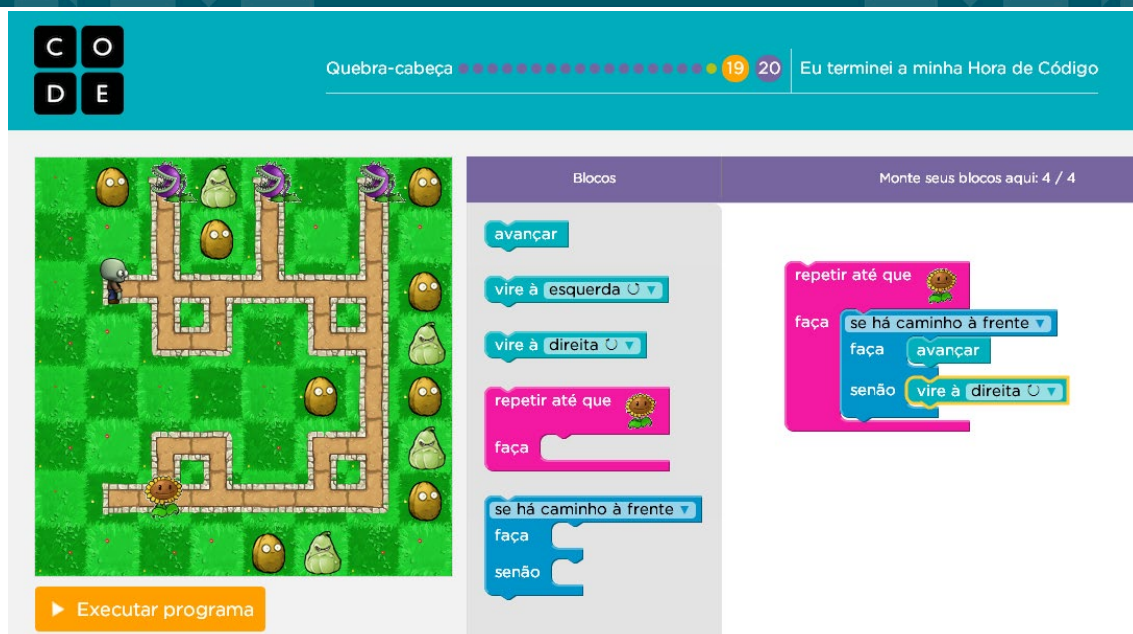 C O
D E
Quebra-cabeça 19 20 Eu terminei a minha Hora de Código
Blocos
Monte seus blocos aqui: 4 / 4
avançar
vire à esquerda ↺ ▼
vire à direita ↻ ▼
repetir até que
faça
se há caminho à frente ▼
faça
senão
repetir até que
faça se há caminho à frente ▼
faça avançar
senão vire à direita ↻ ▼
Executar programa